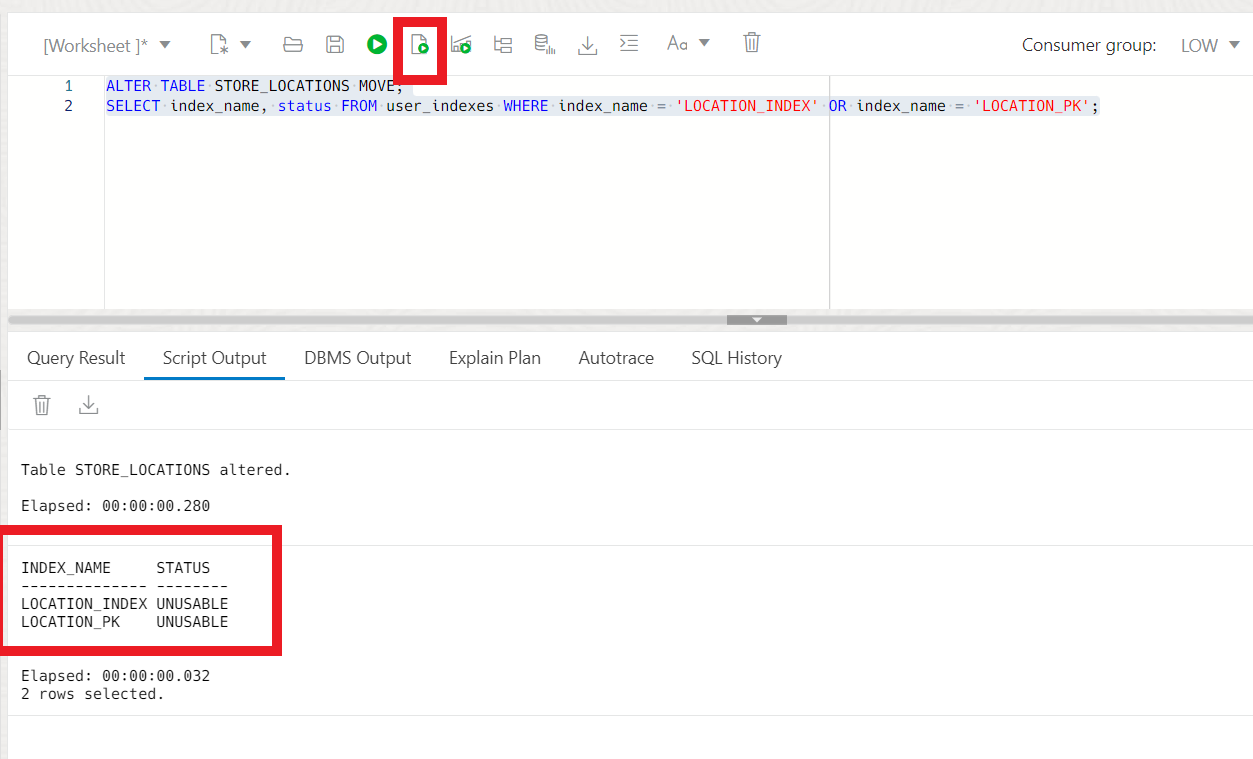 [Worksheet ]* Aa Consumer group: LOW
1 ALTER TABLE STORE_LOCATIONS MOVE;
2 SELECT index_name, status FROM user_indexes WHERE index_name = 'LOCATION_INDEX' OR index_name = 'LOCATION_PK';
Query Result Script Output DBMS Output Explain Plan Autotrace SQL History
Table STORE_LOCATIONS altered.
Elapsed: 00:00:00.280
INDEX_NAME     STATUS
-------------- --------
LOCATION_INDEX UNUSABLE
LOCATION_PK    UNUSABLE
Elapsed: 00:00:00.032
2 rows selected.